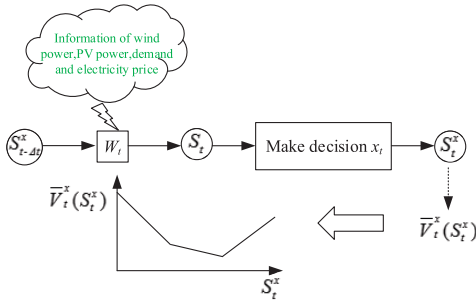 Information of wind
power,PV power,demand
and electricity price
S^x_{t-Δt}
W_t
S_t
Make decision x_t
S^x_t
V̅^x_t(S^x_t)
V̅^x_t(S^x_t)
S^x_t